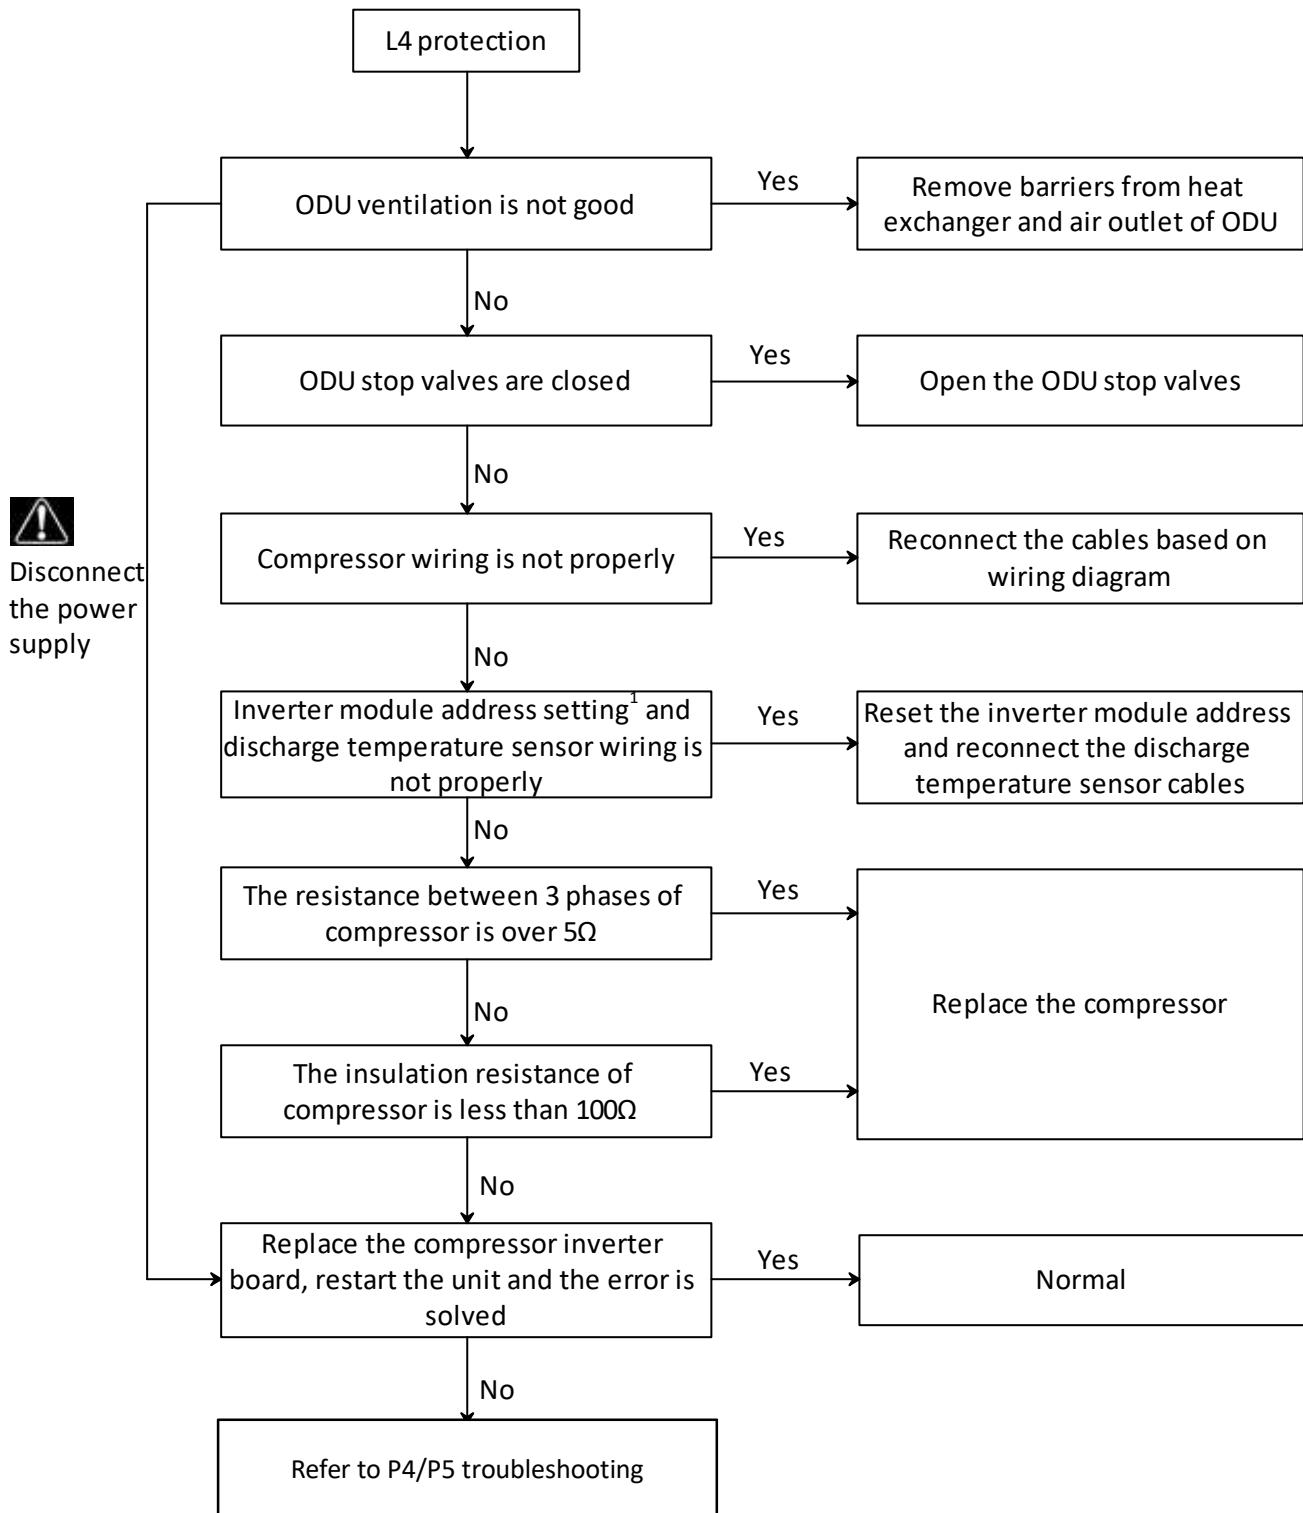 L4 protection
ODU ventilation is not good
Yes
Remove barriers from heat
exchanger and air outlet of ODU
No
ODU stop valves are closed
Yes
Open the ODU stop valves
No
Disconnect
the power
supply
Compressor wiring is not properly
Yes
Reconnect the cables based on
wiring diagram
No
Inverter module address setting¹ and
discharge temperature sensor wiring is
not properly
Yes
Reset the inverter module address
and reconnect the discharge
temperature sensor cables
No
The resistance between 3 phases of
compressor is over 5Ω
Yes
Replace the compressor
No
The insulation resistance of
compressor is less than 100Ω
Yes
No
Replace the compressor inverter
board, restart the unit and the error is
solved
Yes
Normal
No
Refer to P4/P5 troubleshooting